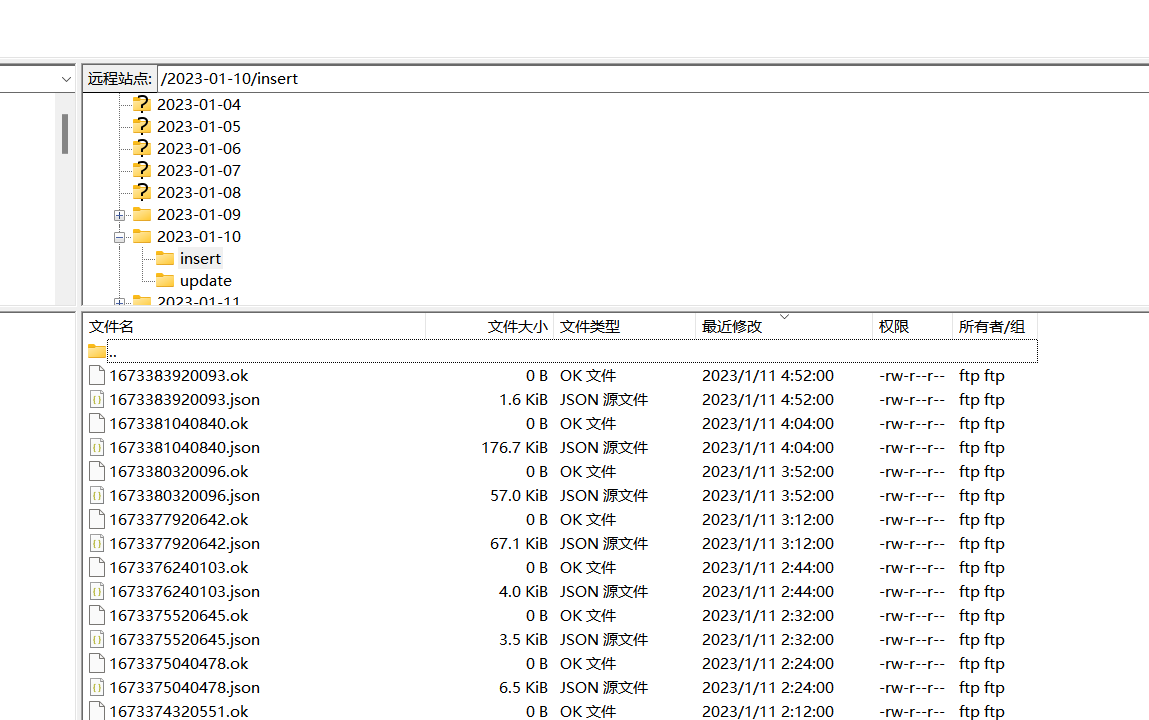 远程站点: /2023-01-10/insert
2023-01-04
2023-01-05
2023-01-06
2023-01-07
2023-01-08
2023-01-09
2023-01-10
insert
update
2023-01-11
文件名 文件大小 文件类型 最近修改 权限 所有者/组
..
1673383920093.ok 0 B OK 文件 2023/1/11 4:52:00 -rw-r--r-- ftp ftp
1673383920093.json 1.6 KiB JSON 源文件 2023/1/11 4:52:00 -rw-r--r-- ftp ftp
1673381040840.ok 0 B OK 文件 2023/1/11 4:04:00 -rw-r--r-- ftp ftp
1673381040840.json 176.7 KiB JSON 源文件 2023/1/11 4:04:00 -rw-r--r-- ftp ftp
1673380320096.ok 0 B OK 文件 2023/1/11 3:52:00 -rw-r--r-- ftp ftp
1673380320096.json 57.0 KiB JSON 源文件 2023/1/11 3:52:00 -rw-r--r-- ftp ftp
1673377920642.ok 0 B OK 文件 2023/1/11 3:12:00 -rw-r--r-- ftp ftp
1673377920642.json 67.1 KiB JSON 源文件 2023/1/11 3:12:00 -rw-r--r-- ftp ftp
1673376240103.ok 0 B OK 文件 2023/1/11 2:44:00 -rw-r--r-- ftp ftp
1673376240103.json 4.0 KiB JSON 源文件 2023/1/11 2:44:00 -rw-r--r-- ftp ftp
1673375520645.ok 0 B OK 文件 2023/1/11 2:32:00 -rw-r--r-- ftp ftp
1673375520645.json 3.5 KiB JSON 源文件 2023/1/11 2:32:00 -rw-r--r-- ftp ftp
1673375040478.ok 0 B OK 文件 2023/1/11 2:24:00 -rw-r--r-- ftp ftp
1673375040478.json 6.5 KiB JSON 源文件 2023/1/11 2:24:00 -rw-r--r-- ftp ftp
1673374320551.ok 0 B OK 文件 2023/1/11 2:12:00 -rw-r--r-- ftp ftp